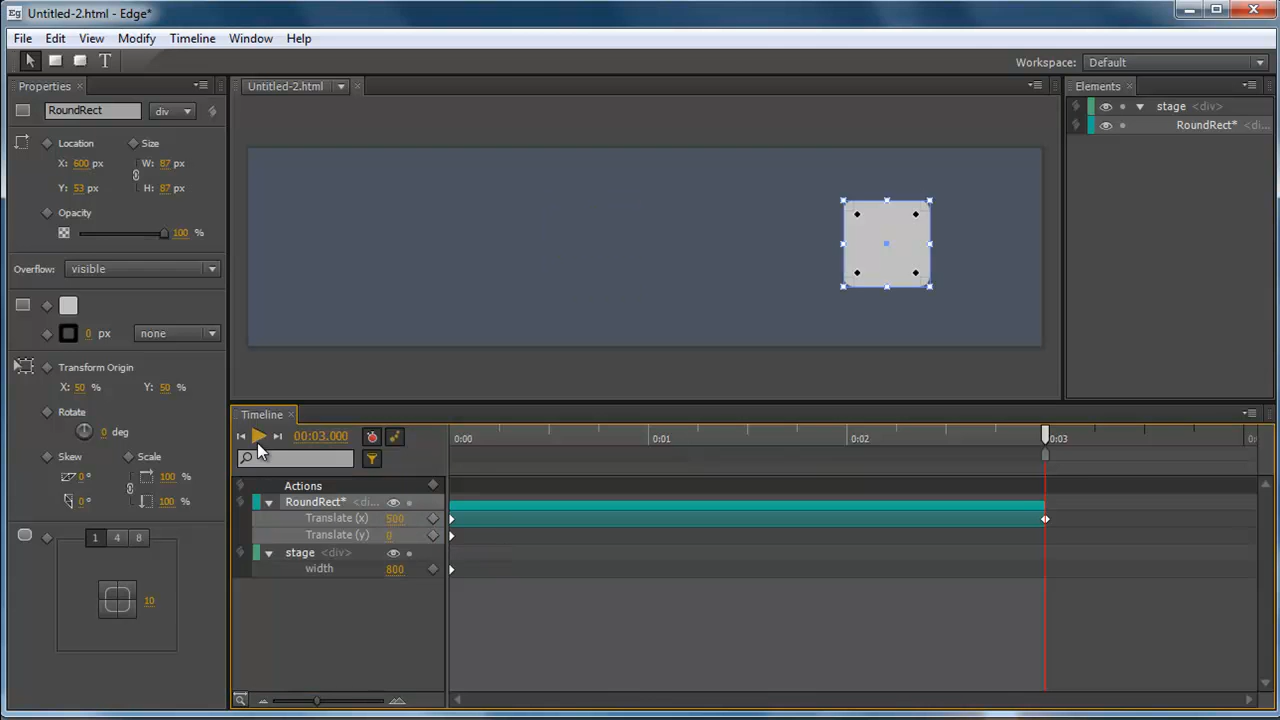 Eg Untitled-2.html - Edge*
File Edit View Modify Timeline Window Help
T
Workspace: Default
Properties ×
RoundRect div
Location Size
X: 600 px W: 87 px
Y: 53 px H: 87 px
Opacity
100 %
Overflow: visible
0 px none
Transform Origin
X: 50 % Y: 50 %
Rotate
0 deg
Skew Scale
0° 100 %
0° 100 %
1 4 8
10
Untitled-2.html ×
Elements ×
stage <div>
RoundRect* <di...
Timeline ×
00:03.000
0:00 0:01 0:02 0:03
Actions
RoundRect* <di...
Translate (x) 500
Translate (y) 0
stage <div>
width 800